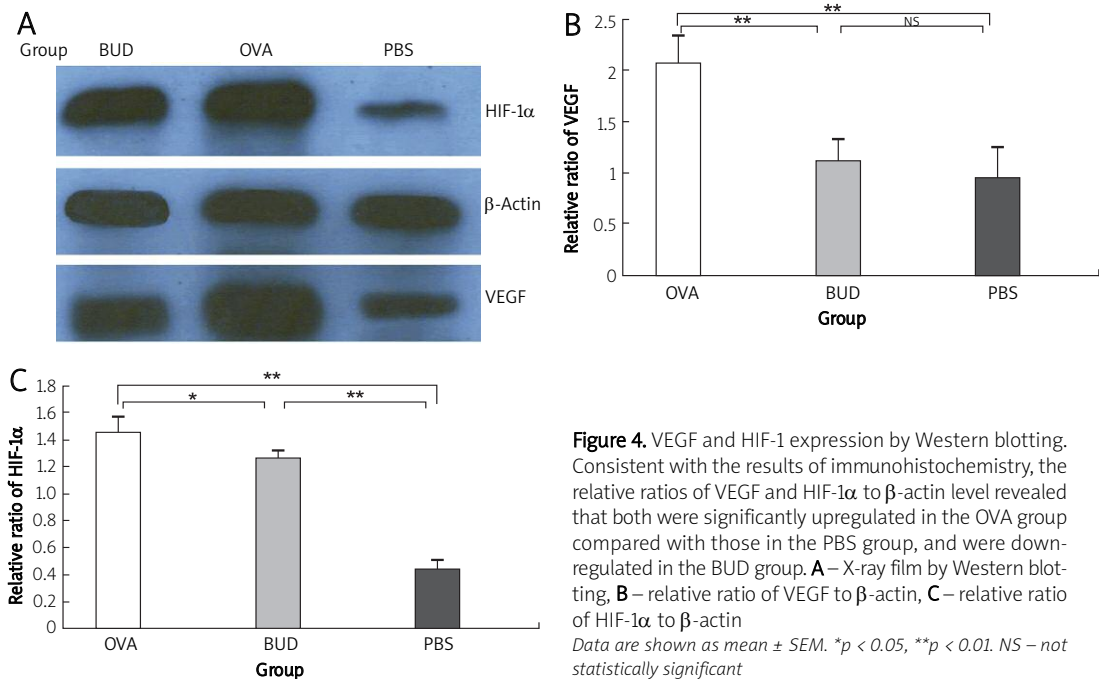 A
Group BUD OVA PBS
HIF-1α
β-Actin
VEGF
B
Relative ratio of VEGF
2.5
2
1.5
1
0.5
0
**
**
NS
OVA BUD PBS
Group
C
Relative ratio of HIF-1α
1.8
1.6
1.4
1.2
1.0
0.8
0.6
0.4
0.2
0
**
*
**
OVA BUD PBS
Group
Figure 4. VEGF and HIF-1 expression by Western blotting.
Consistent with the results of immunohistochemistry, the
relative ratios of VEGF and HIF-1α to β-actin level revealed
that both were significantly upregulated in the OVA group
compared with those in the PBS group, and were down-
regulated in the BUD group. A – X-ray film by Western blot-
ting, B – relative ratio of VEGF to β-actin, C – relative ratio
of HIF-1α to β-actin
Data are shown as mean ± SEM. *p < 0.05, **p < 0.01. NS – not
statistically significant